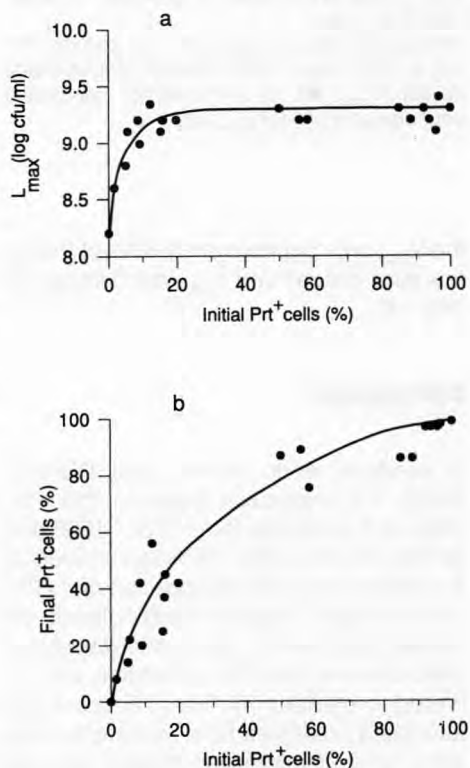 a
10.0
9.5
9.0
8.5
8.0
L max (log cfu/ml)
0 20 40 60 80 100
Initial Prt+ cells (%)
b
100
80
60
40
20
0
Final Prt+ cells (%)
0 20 40 60 80 100
Initial Prt+ cells (%)